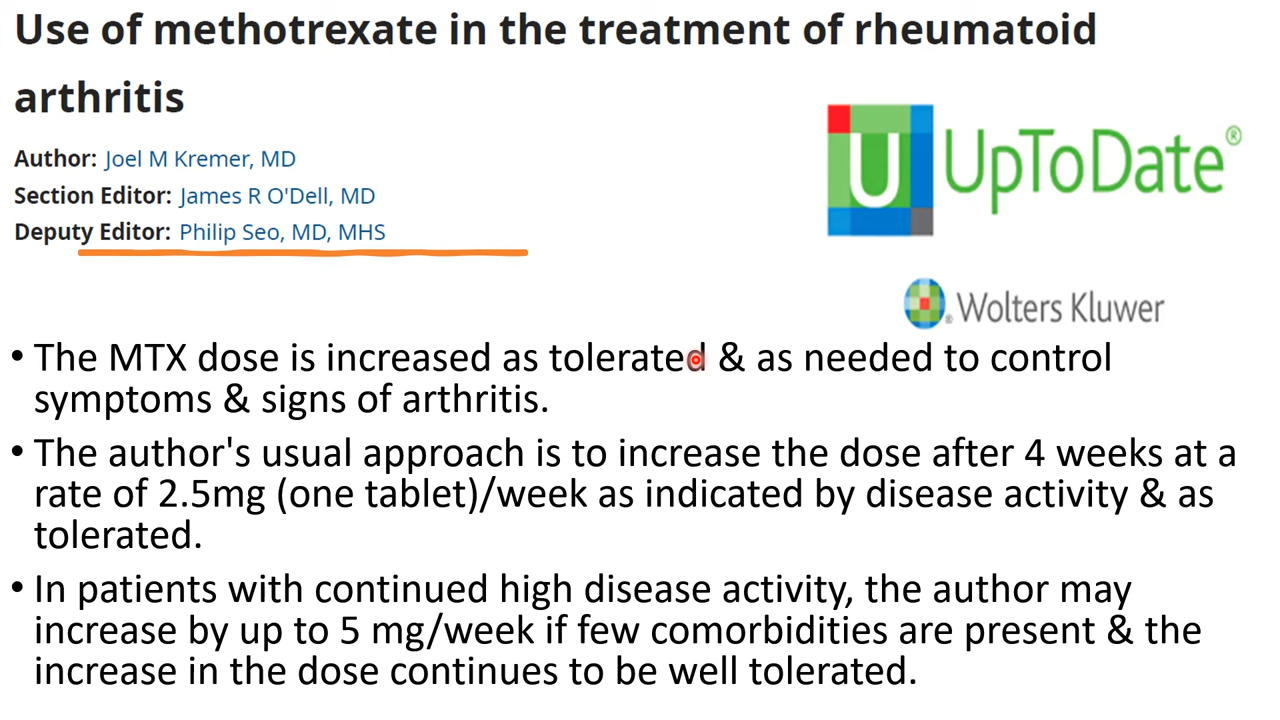 Use of methotrexate in the treatment of rheumatoid
arthritis
Author: Joel M Kremer, MD
Section Editor: James R O'Dell, MD
Deputy Editor: Philip Seo, MD, MHS
U UpToDate®
® Wolters Kluwer
• The MTX dose is increased as tolerated & as needed to control
symptoms & signs of arthritis.
• The author's usual approach is to increase the dose after 4 weeks at a
rate of 2.5mg (one tablet)/week as indicated by disease activity & as
tolerated.
• In patients with continued high disease activity, the author may
increase by up to 5 mg/week if few comorbidities are present & the
increase in the dose continues to be well tolerated.